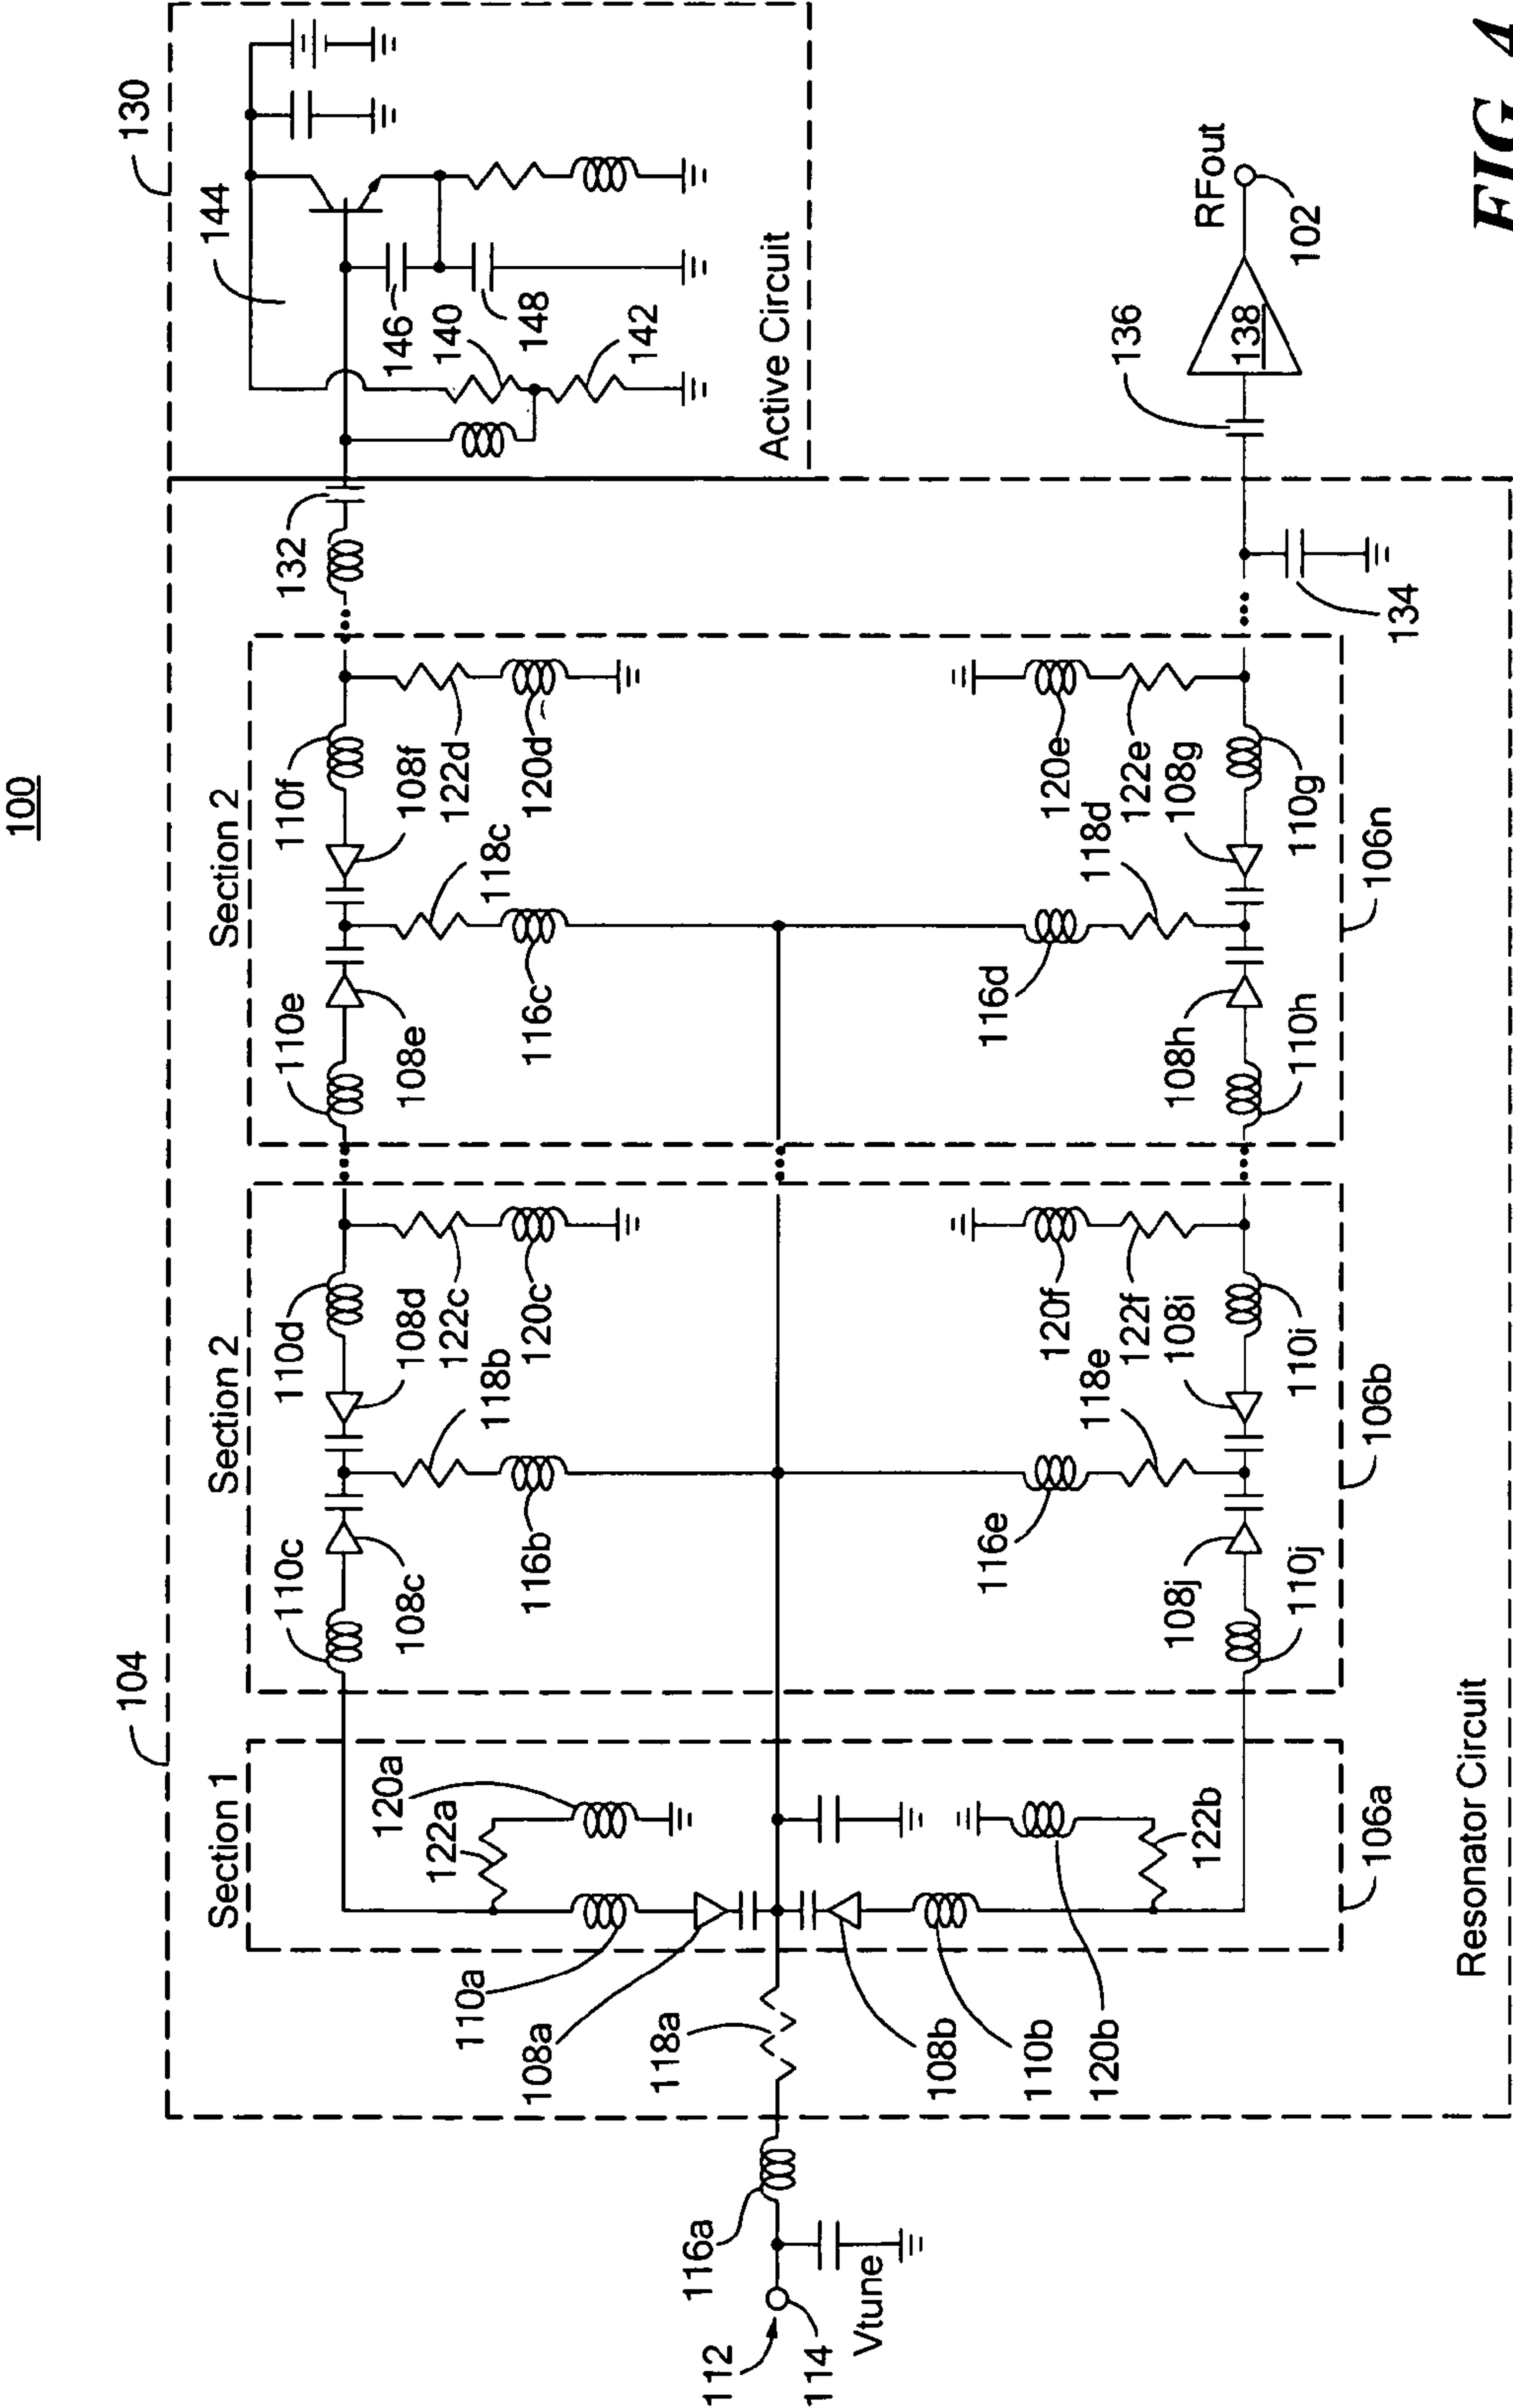 100
104
130
Section 1
Section 2
Section 2
110c
110d
110e
110f
132
144
108c
108d
108e
108f
122a
120a
118b
122c
118c
122d
146
140
148
142
116b
120c
116c
120d
Active Circuit
112
114
Vtune
116a
118a
110a
108a
108b
110b
120b
122b
116e
120f
116d
120e
118e
122f
118d
122e
108j
108i
108h
108g
110j
110i
110h
110g
106a
106b
106n
134
136
138
RFout
102
Resonator Circuit
FIG. 4